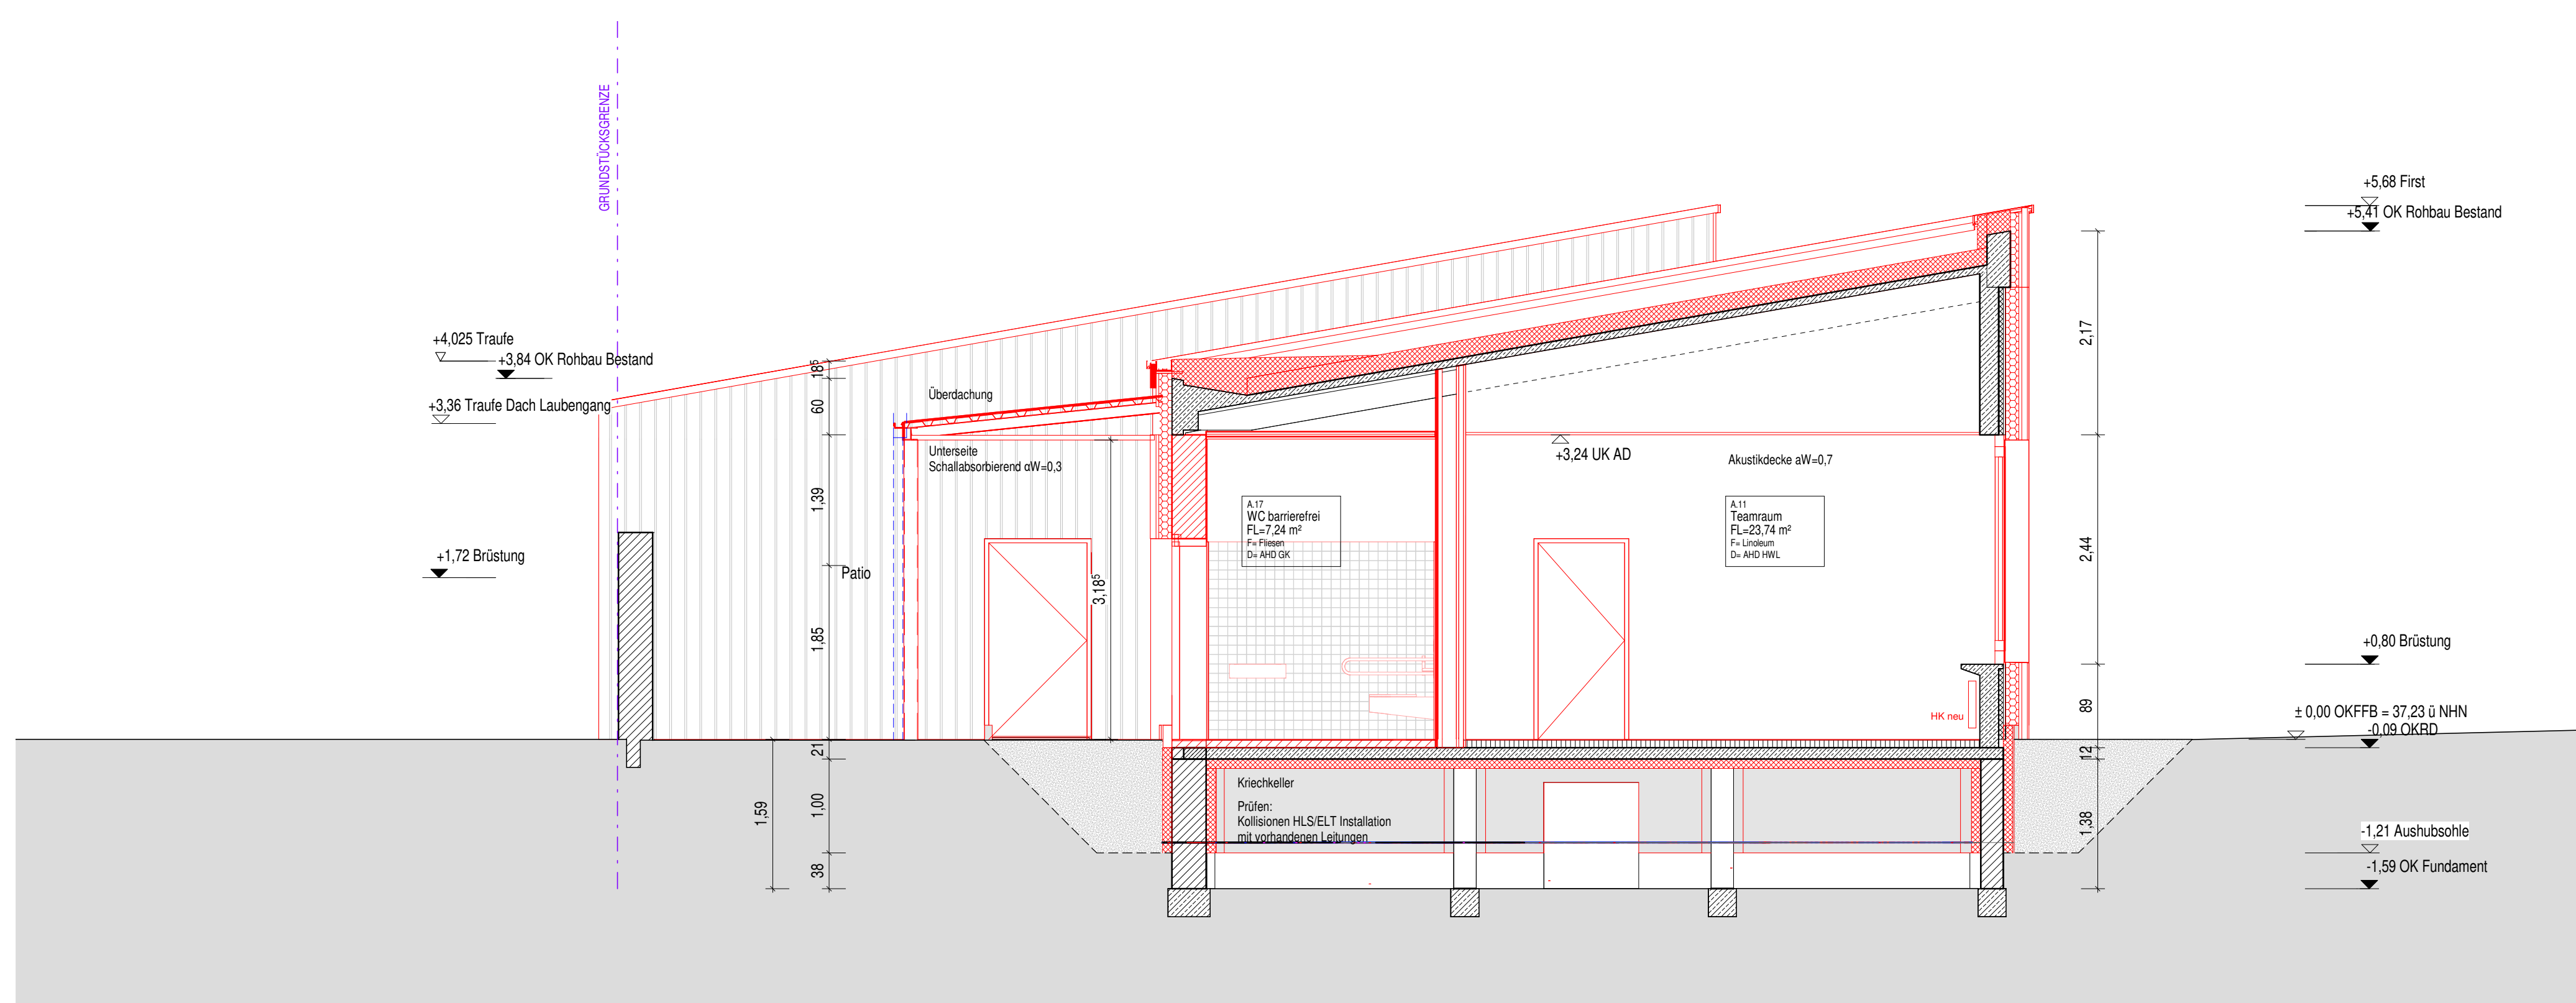 GRUNDSTÜCKSGRENZE
+5,68 First
+5,41 OK Rohbau Bestand
+4,025 Traufe
+3,84 OK Rohbau Bestand
+3,36 Traufe Dach Laubengang
+1,72 Brüstung
18⁵
60
1,39
1,85
21
1,00
38
1,59
Patio
Überdachung
Unterseite
Schallabsorbierend αW=0,3
3,18⁵
A.17
WC barrierefrei
FL=7,24 m²
F= Fliesen
D= AHD GK
+3,24 UK AD
Akustikdecke aW=0,7
A.11
Teamraum
FL=23,74 m²
F= Linoleum
D= AHD HWL
HK neu
Kriechkeller
Prüfen:
Kollisionen HLS/ELT Installation
mit vorhandenen Leitungen
2,17
2,44
89
12
1,38
+0,80 Brüstung
± 0,00 OKFFB = 37,23 ü NHN
-0,09 OKRD
-1,21 Aushubsohle
-1,59 OK Fundament